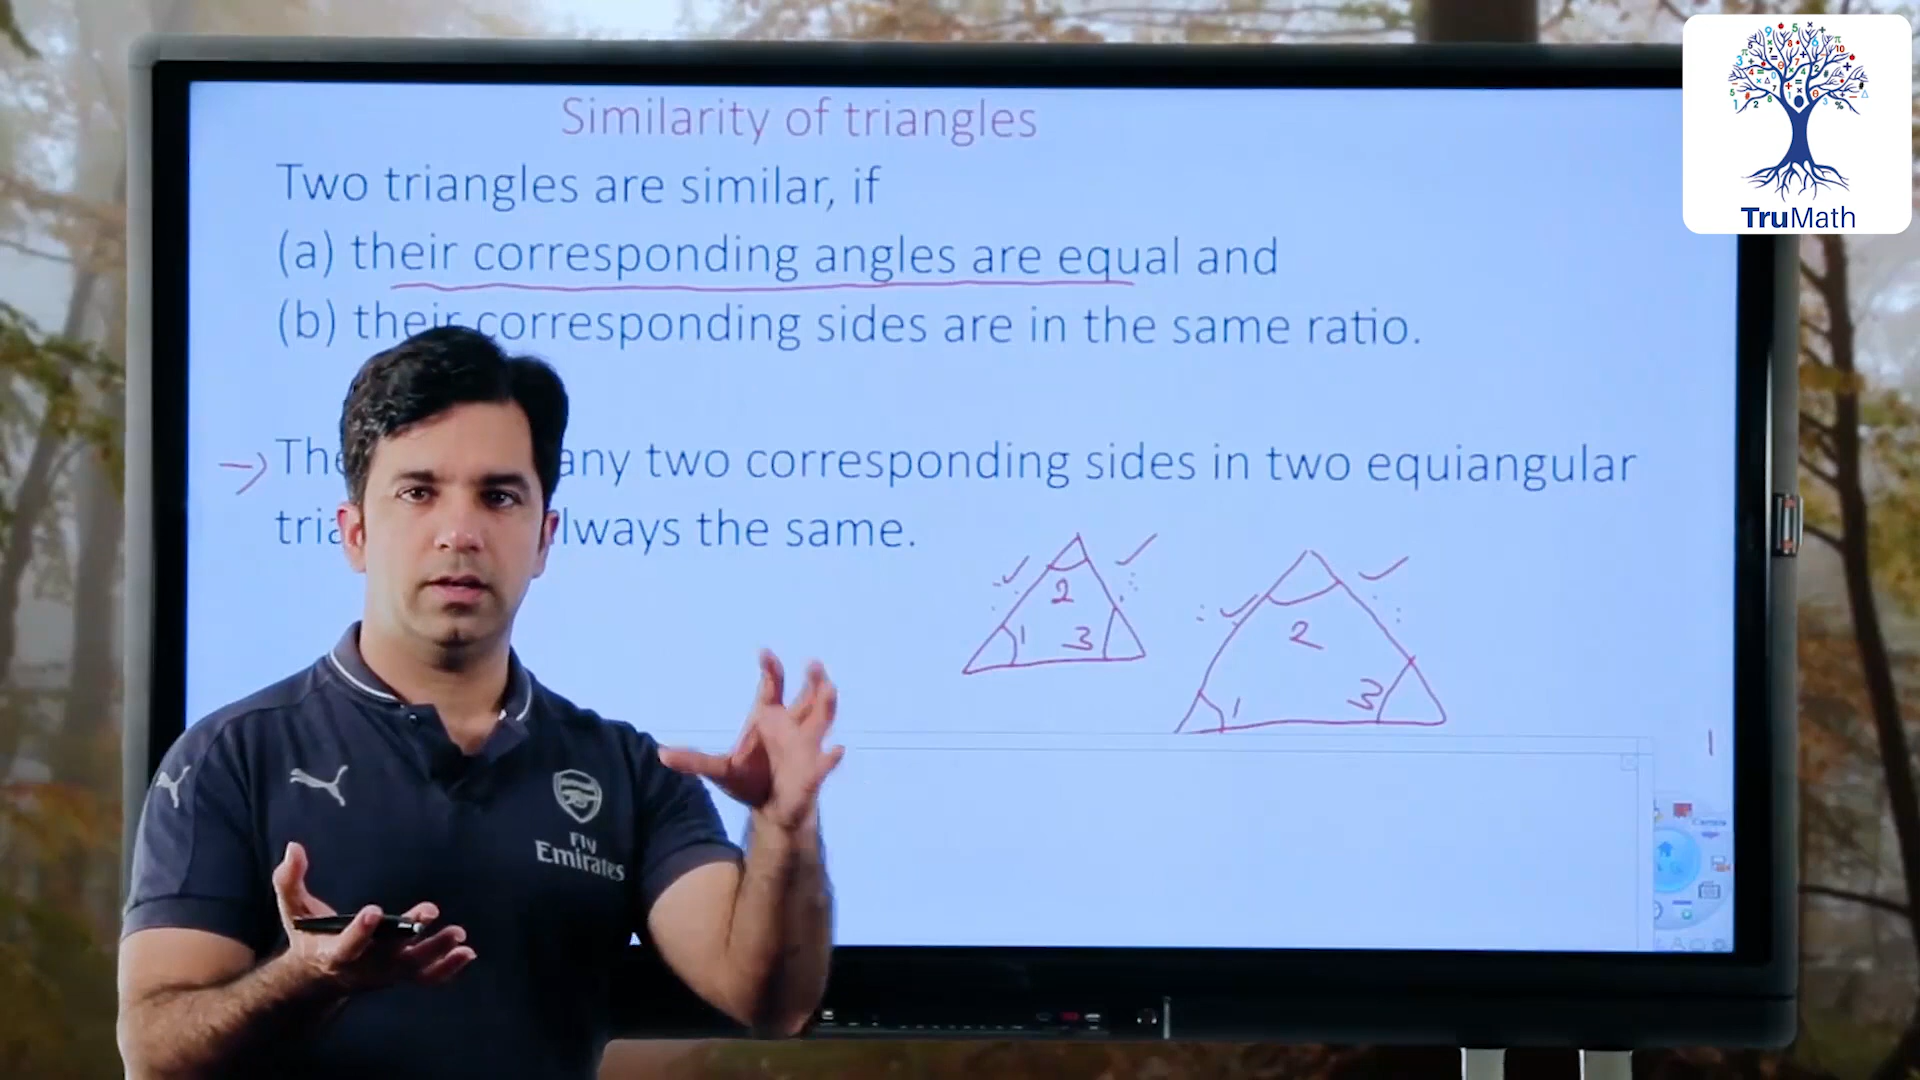 Similarity of triangles
Two triangles are similar, if
(a) their corresponding angles are equal and
(b) their corresponding sides are in the same ratio.
any two corresponding sides in two equiangular
always the same.
2
1 3
2
1 3
TruMath
Fly
Emirates